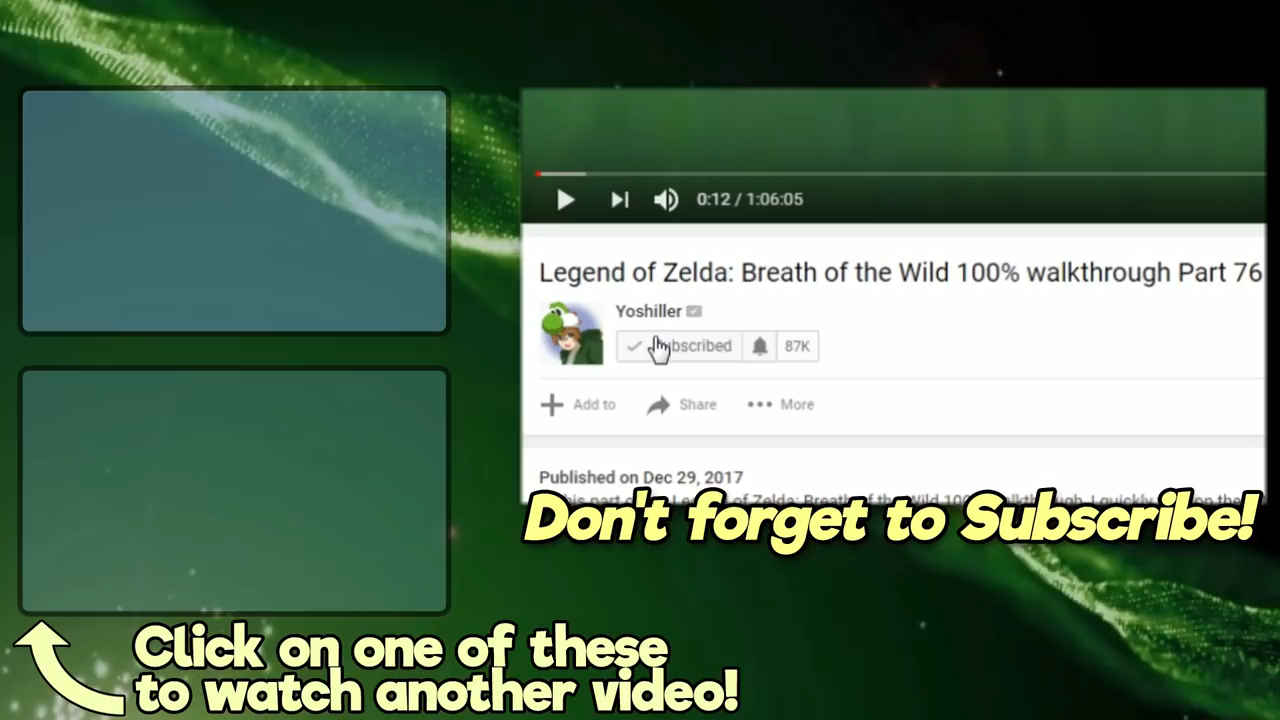 0:12 / 1:06:05
Legend of Zelda: Breath of the Wild 100% walkthrough Part 76
Yoshiller
Subscribed 87K
Add to Share More
Published on Dec 29, 2017
Don't forget to Subscribe!
Click on one of these
to watch another video!